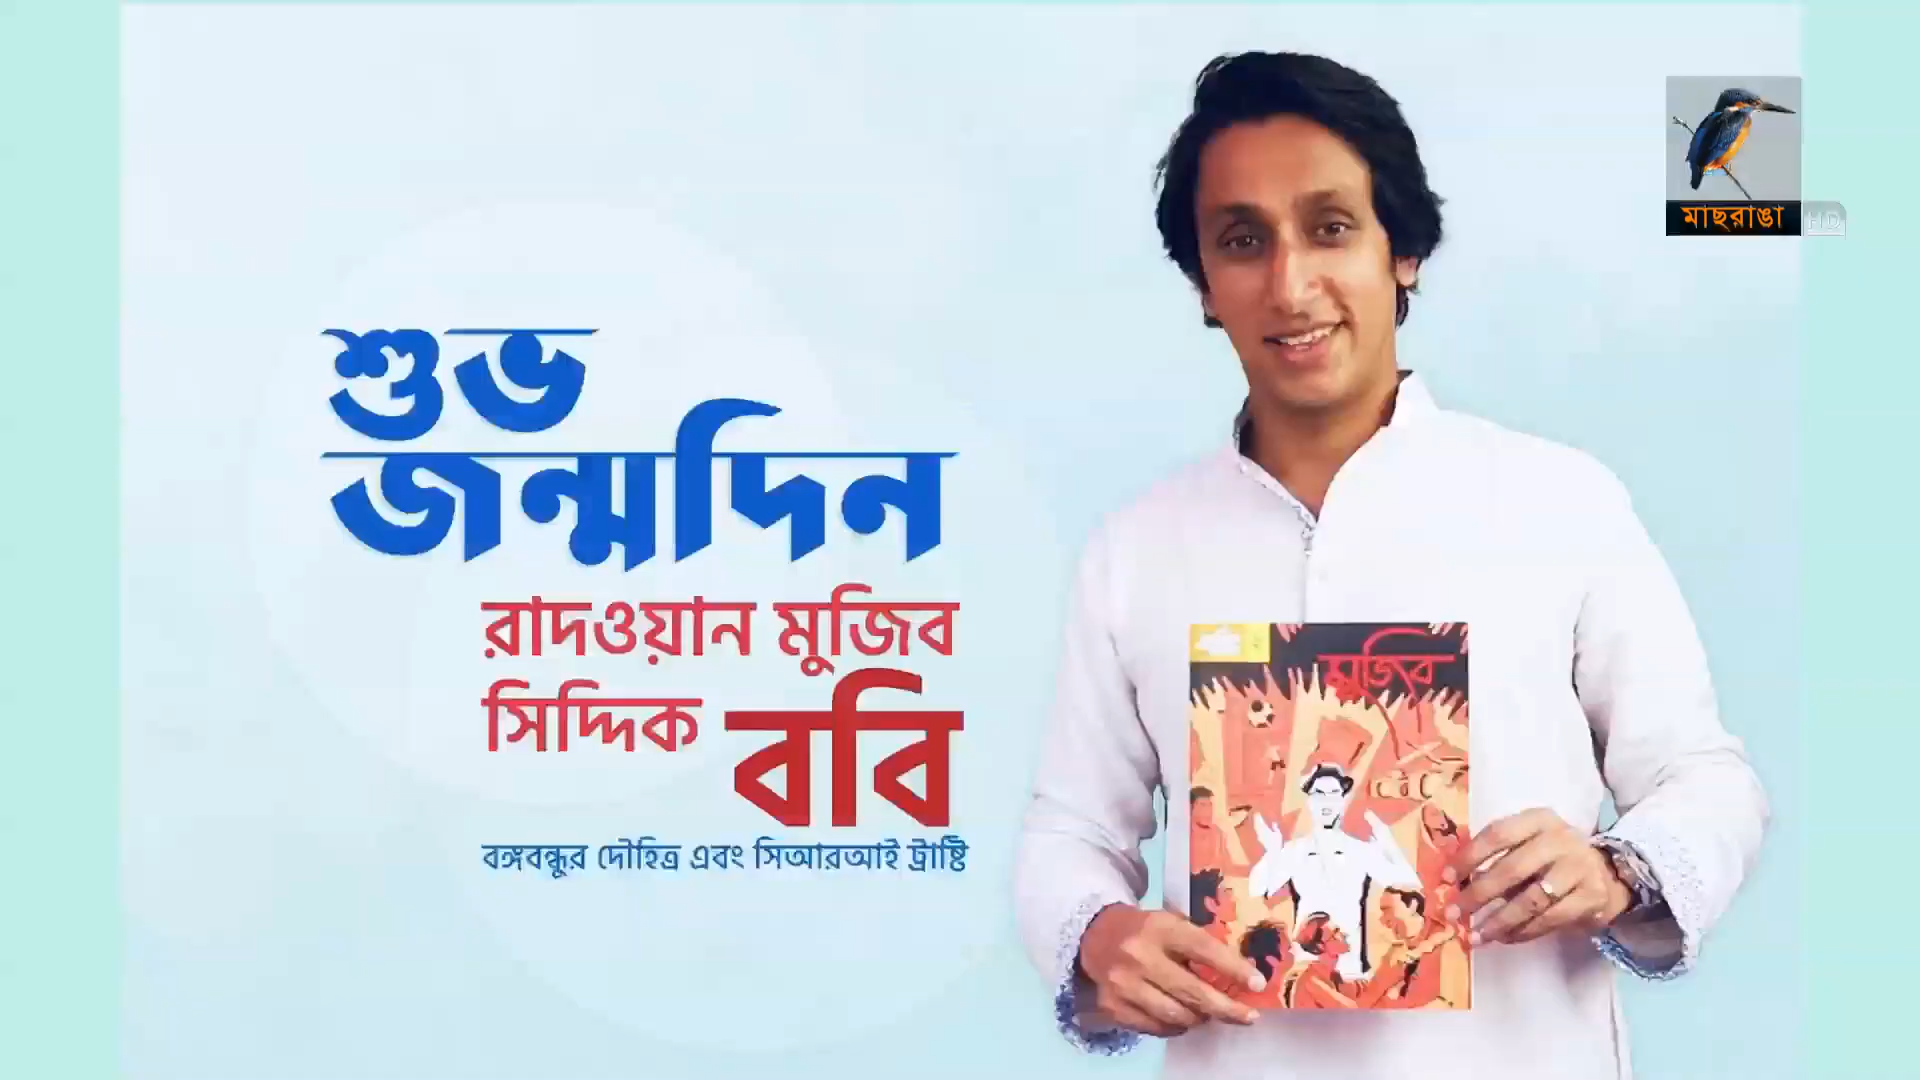 শুভ
জন্মদিন
রাদওয়ান মুজিব
সিদ্দিক ববি
বঙ্গবন্ধুর দৌহিত্র এবং সিআরআই ট্রাষ্টি
মাছরাঙা HD
মুজিব